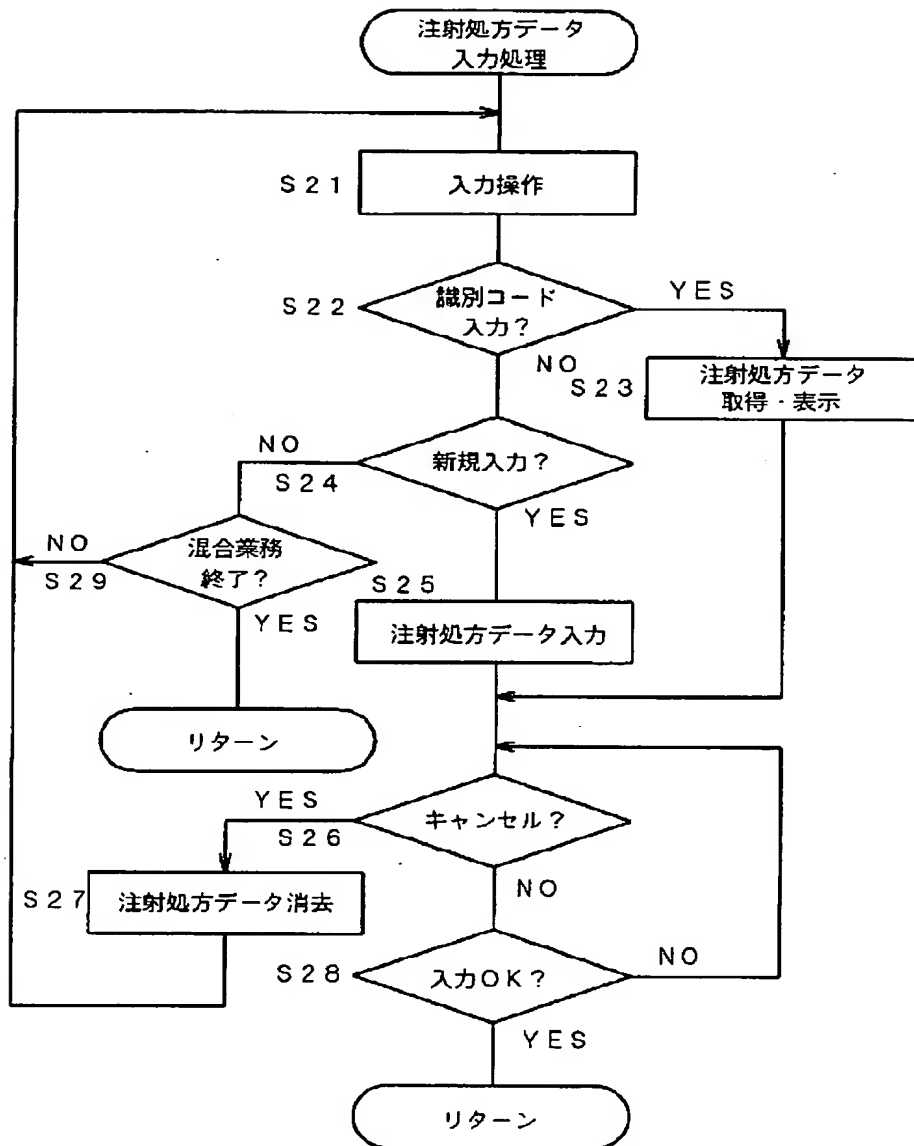 注射処方データ
入力処理
S21
入力操作
S22
識別コード
入力?
YES
NO
S23
注射処方データ
取得・表示
NO
S24
新規入力?
YES
NO
S29
混合業務
終了?
YES
S25
注射処方データ入力
リターン
YES
S26
キャンセル?
NO
S27
注射処方データ消去
S28
入力OK?
NO
YES
リターン